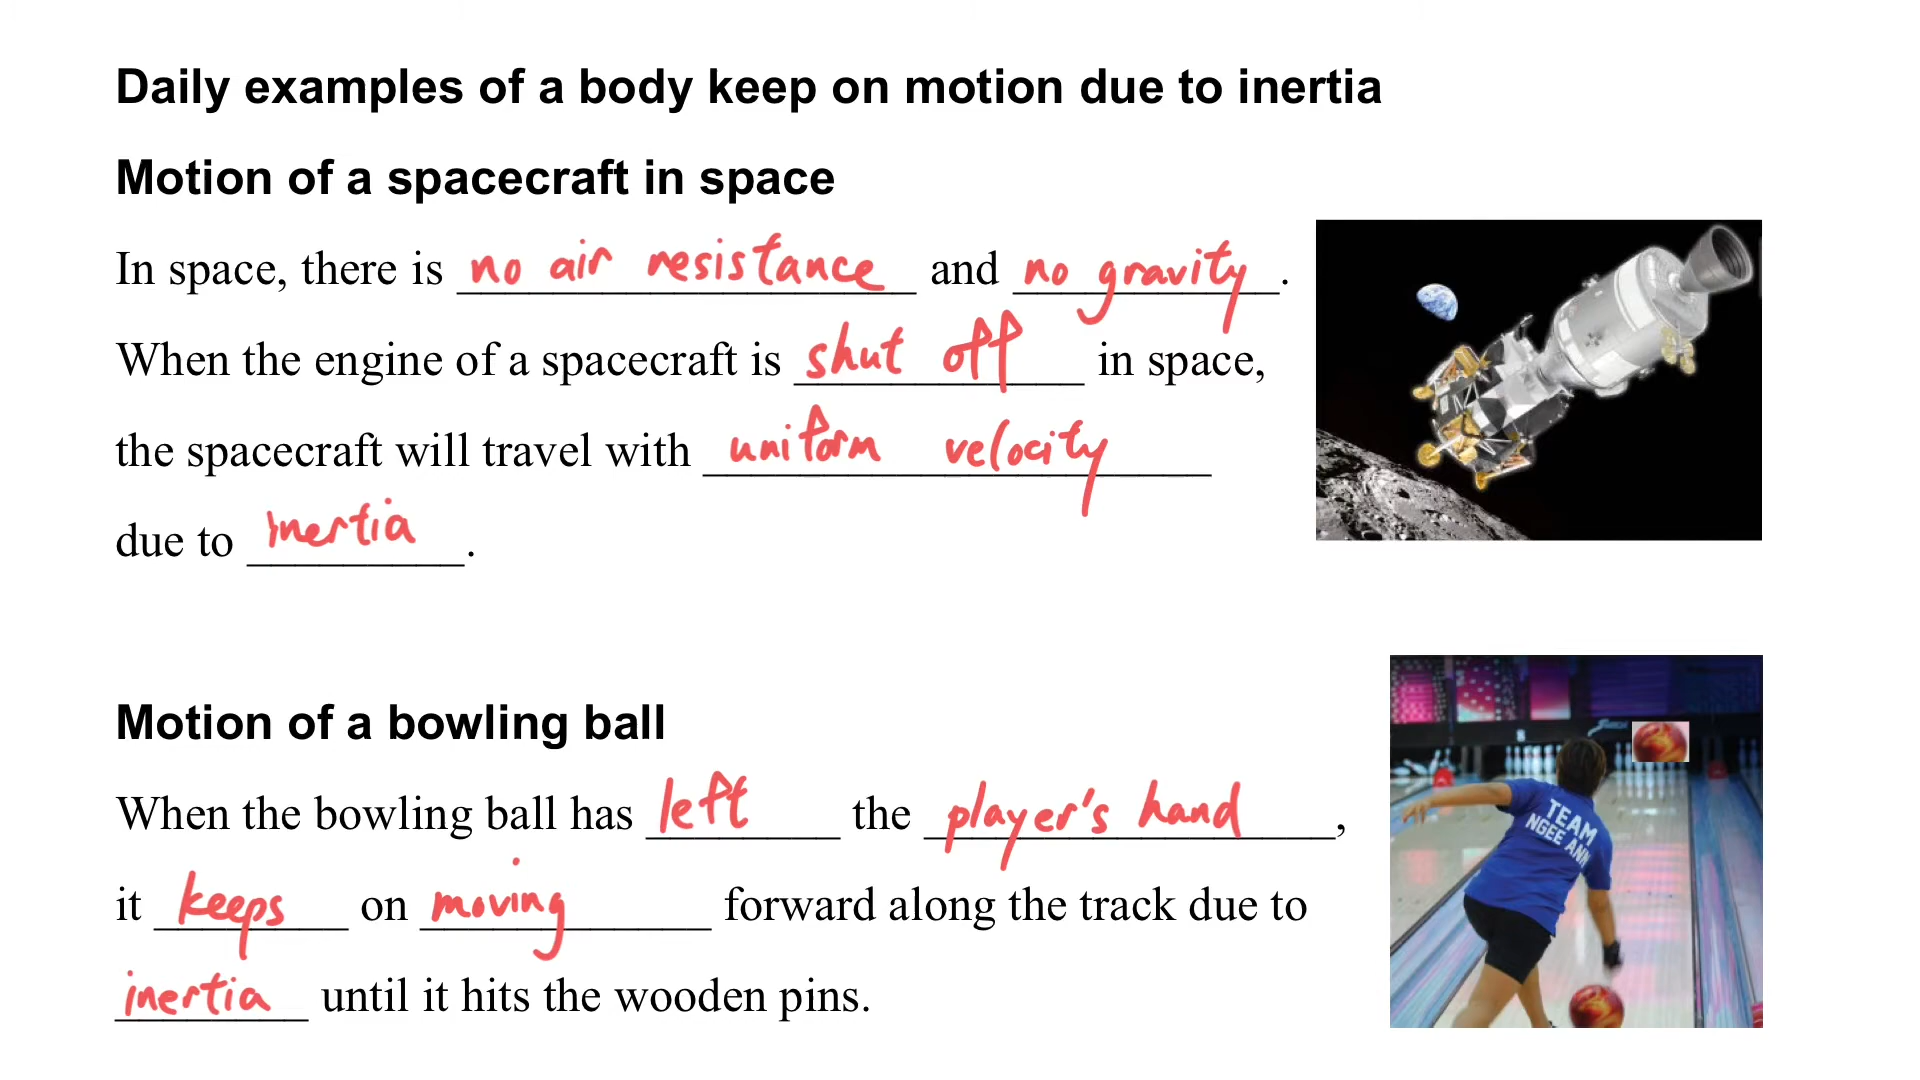 Daily examples of a body keep on motion due to inertia
Motion of a spacecraft in space
In space, there is no air resistance and no gravity.
When the engine of a spacecraft is shut off in space,
the spacecraft will travel with uniform velocity
due to inertia.
Motion of a bowling ball
When the bowling ball has left the player's hand,
it keeps on moving forward along the track due to
inertia until it hits the wooden pins.
8
TEAM
NGEE ANN